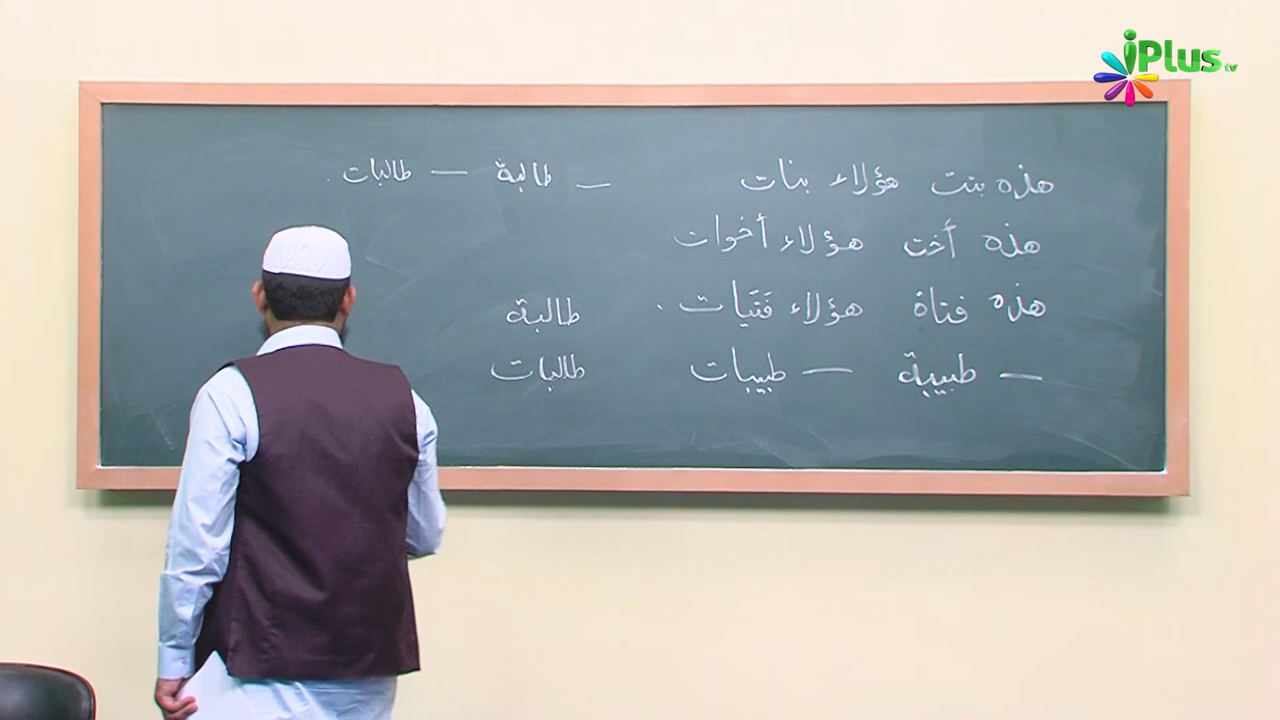 iPlus tv
هذه بنت هؤلاء بنات — طالبة — طالبات .
هذه أخت هؤلاء أخوات
هذه فتاة هؤلاء فَتَيات . طالبة
— طبيبة — طبيبات طالبات